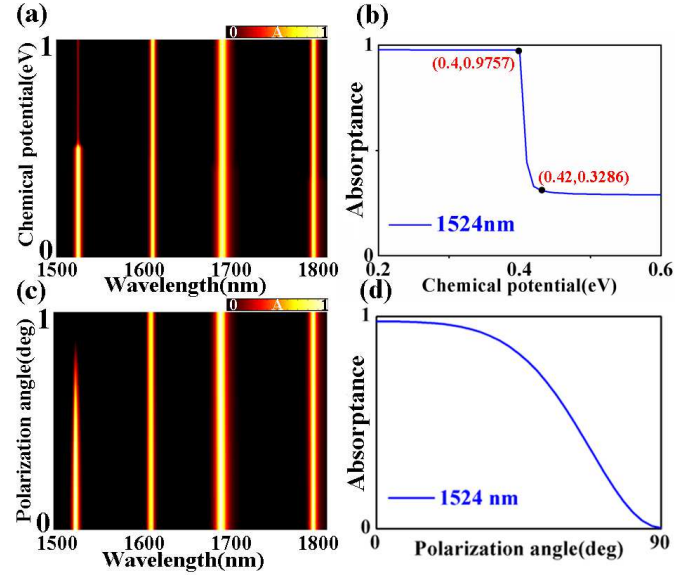 (a)
0 A 1
Chemical potential(eV)
1
0
1500 1600 1700 1800
Wavelength(nm)
(b)
Absorptance
1
0
(0.4,0.9757)
(0.42,0.3286)
1524nm
0.2 0.4 0.6
Chemical potential(eV)
(c)
0 A 1
Polarization angle(deg)
1
0
1500 1600 1700 1800
Wavelength(nm)
(d)
Absorptance
1
0
1524 nm
0 90
Polarization angle(deg)